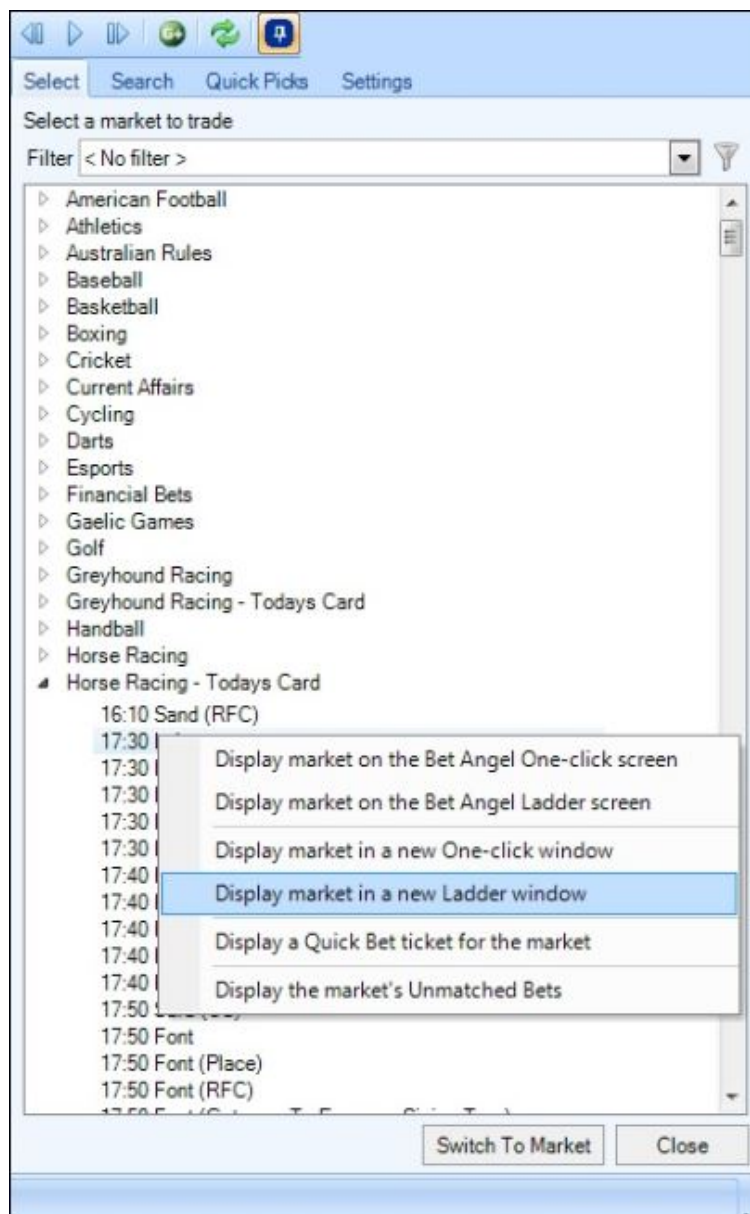 Select Search Quick Picks Settings
Select a market to trade
Filter < No filter >
American Football
Athletics
Australian Rules
Baseball
Basketball
Boxing
Cricket
Current Affairs
Cycling
Darts
Esports
Financial Bets
Gaelic Games
Golf
Greyhound Racing
Greyhound Racing - Todays Card
Handball
Horse Racing
Horse Racing - Todays Card
16:10 Sand (RFC)
17:30
17:30
17:30
17:30
17:30
17:40
17:40
17:40
17:40
17:40
Display market on the Bet Angel One-click screen
Display market on the Bet Angel Ladder screen
Display market in a new One-click window
Display market in a new Ladder window
Display a Quick Bet ticket for the market
Display the market's Unmatched Bets
17:50
17:50 Font
17:50 Font (Place)
17:50 Font (RFC)
Switch To Market Close